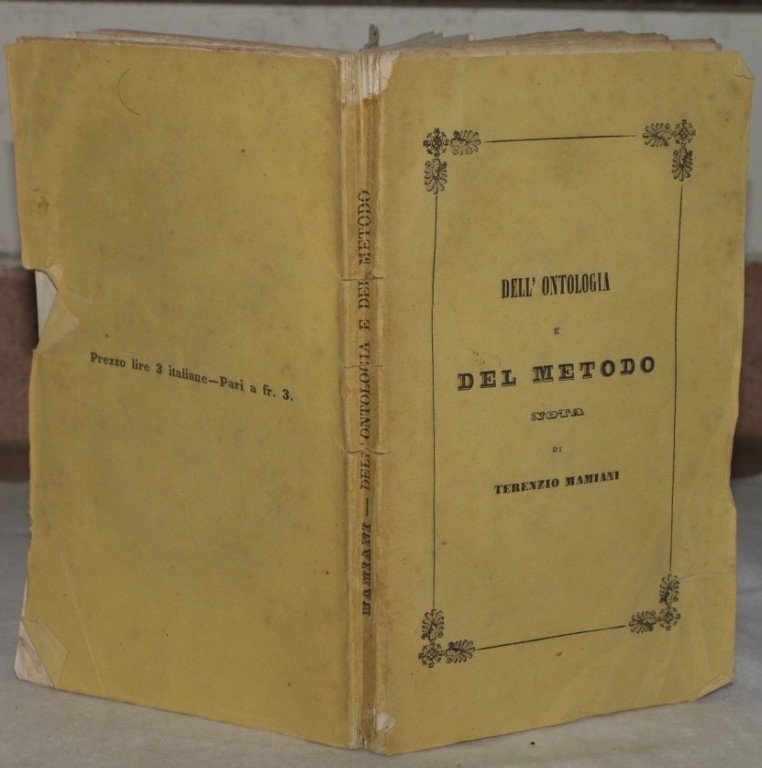 Prezzo lire 3 italiane—Pari a fr. 3.
MAMIANI — DELL' ONTOLOGIA E DEL METODO
DELL' ONTOLOGIA
E
DEL METODO
NOTA
DI
TERENZIO MAMIANI